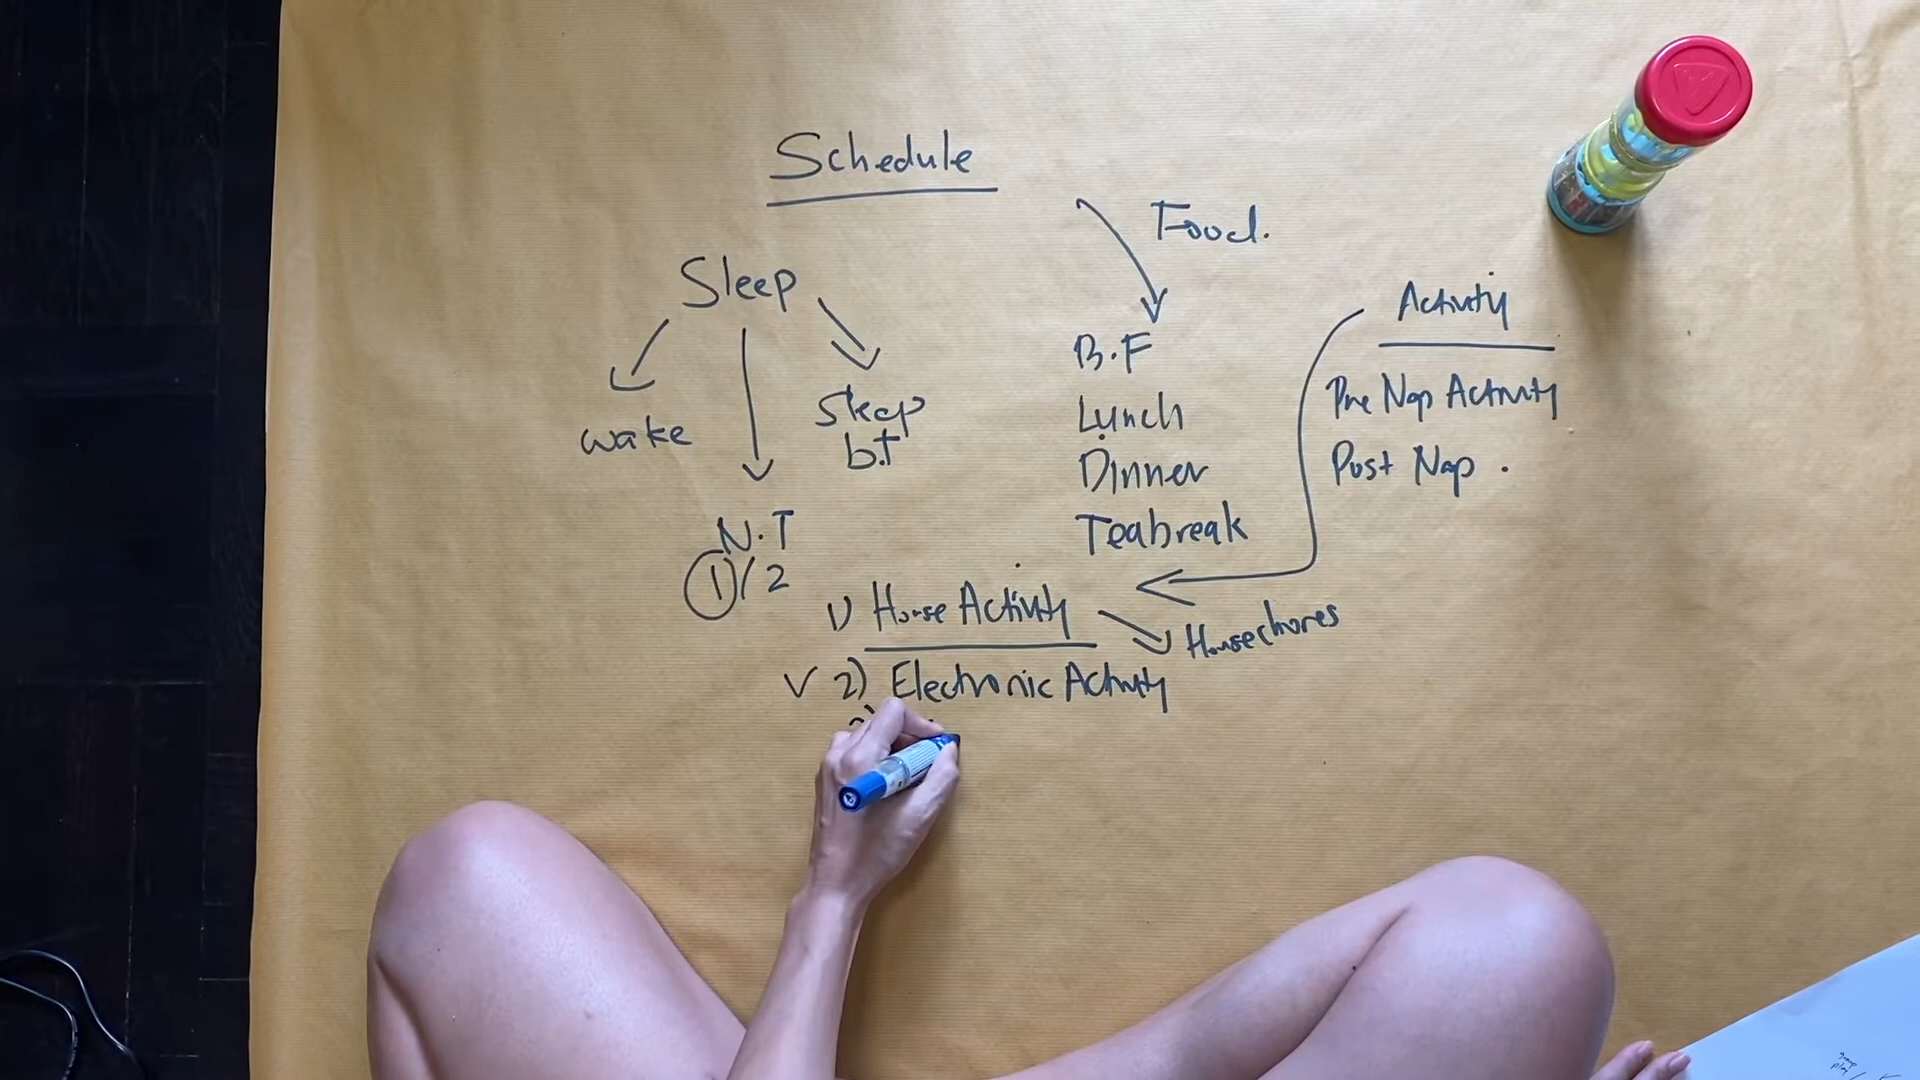 Schedule
Sleep
wake
Sleep
b.t
N.T
1/2
Food.
B.F
Lunch
Dinner
Teabreak
Activity
Pre Nap Activity
Post Nap.
1) House Activity
Housechores
V 2) Electronic Activity